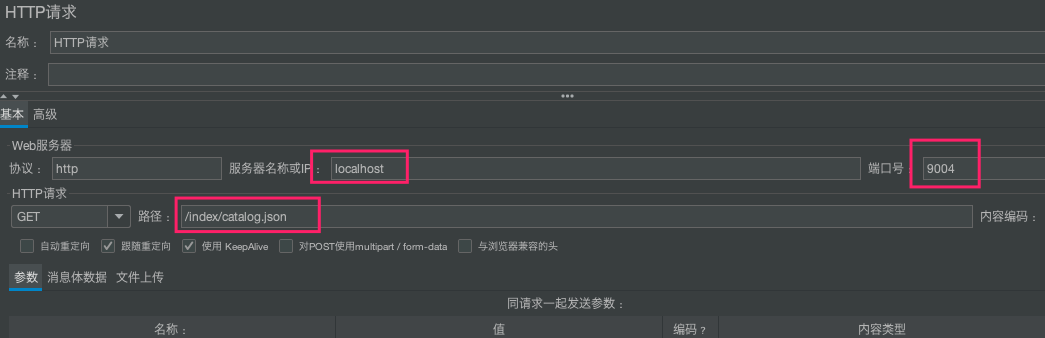 HTTP请求
名称： HTTP请求
注释：
基本 高级
Web服务器
协议： http 服务器名称或IP： localhost 端口号： 9004
HTTP请求
GET 路径： /index/catalog.json 内容编码：
自动重定向 跟随重定向 使用 KeepAlive 对POST使用multipart / form-data 与浏览器兼容的头
参数 消息体数据 文件上传
同请求一起发送参数：
名称： 值 编码？ 内容类型